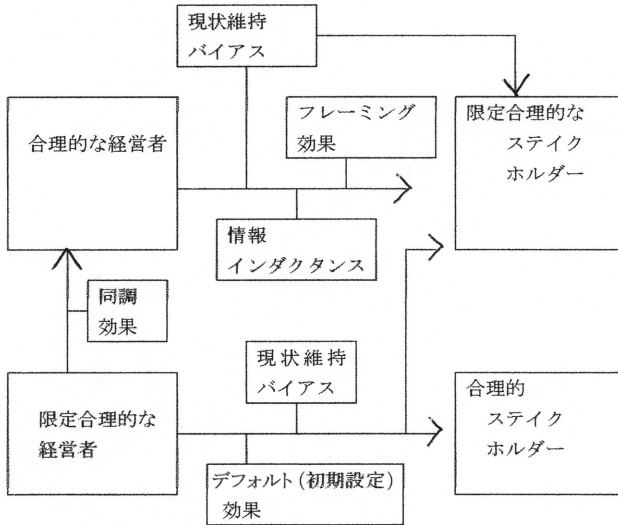 現状維持
バイアス
合理的な経営者
フレーミング
効果
限定合理的な
ステイク
ホルダー
情報
インダクタンス
同調
効果
現状維持
バイアス
限定合理的な
経営者
合理的
ステイク
ホルダー
デフォルト(初期設定)
効果